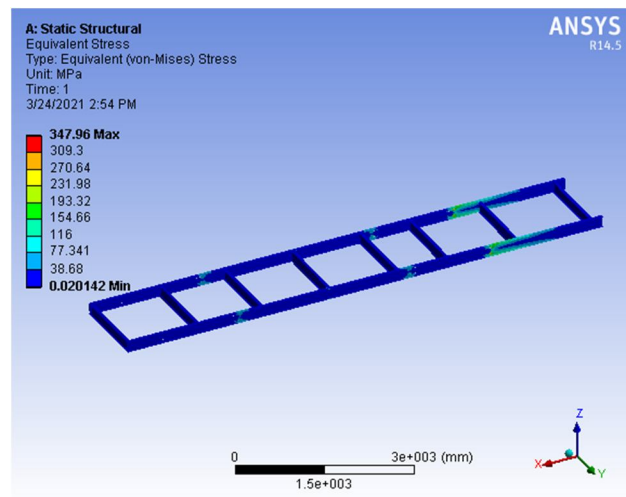 A: Static Structural
Equivalent Stress
Type: Equivalent (von-Mises) Stress
Unit: MPa
Time: 1
3/24/2021 2:54 PM
ANSYS
R14.5
347.96 Max
309.3
270.64
231.98
193.32
154.66
116
77.341
38.68
0.020142 Min
Z
X
Y
0
3e+003 (mm)
1.5e+003